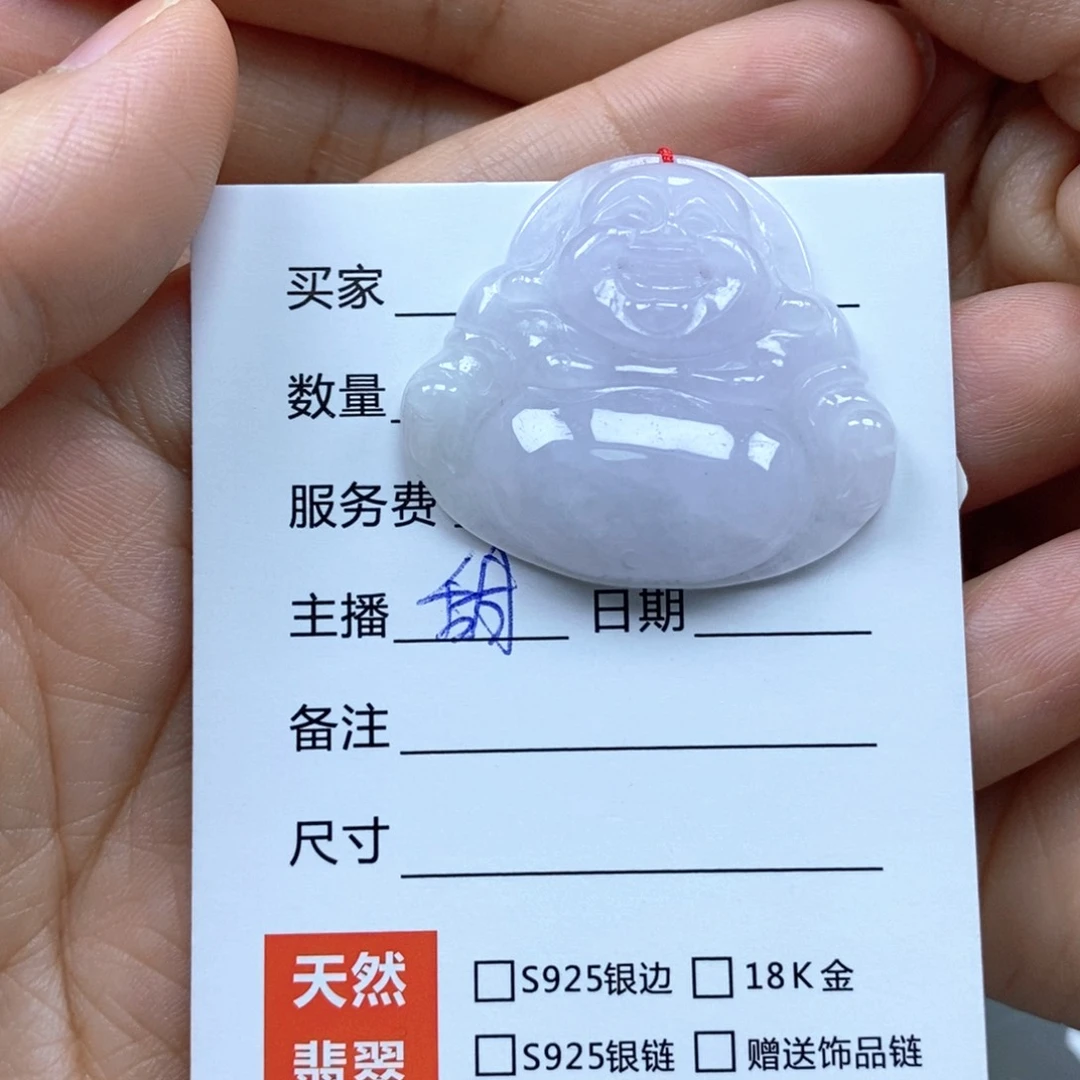 买家
数量
服务费
主播 甜 日期
备注
尺寸
天然
翡翠
S925银边 18K金
S925银链 赠送饰品链